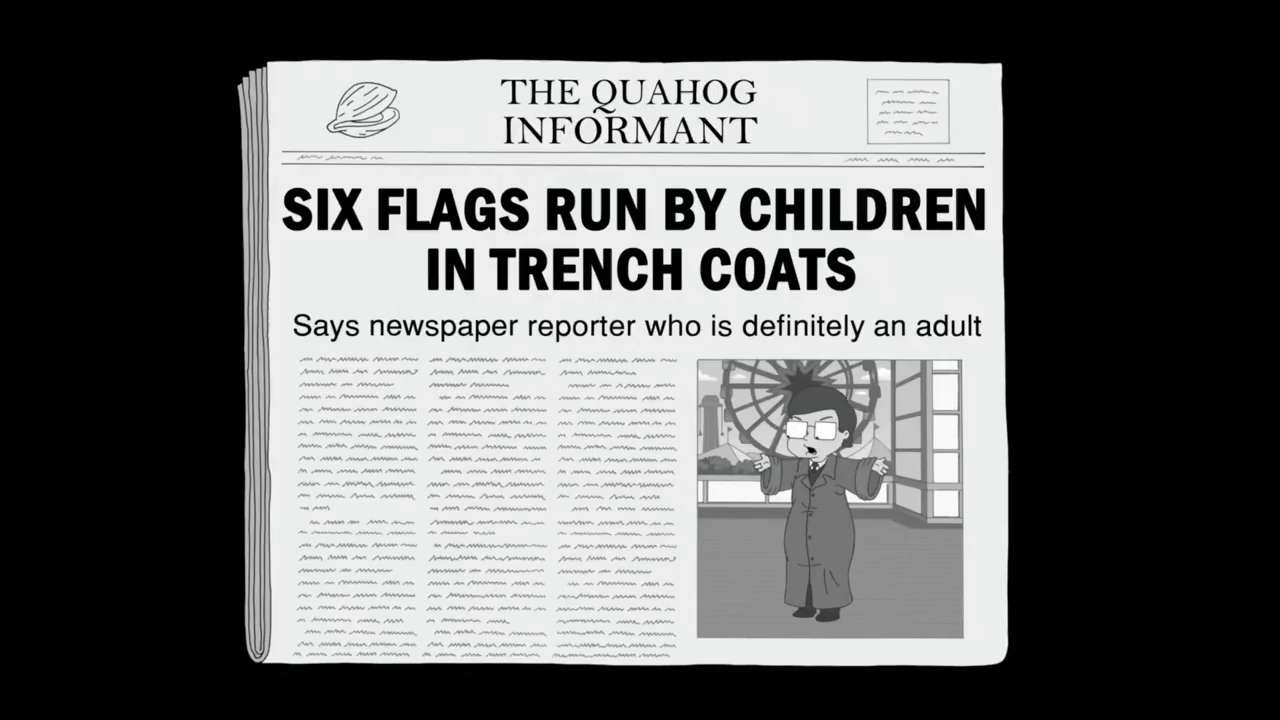 THE QUAHOG
INFORMANT
SIX FLAGS RUN BY CHILDREN
IN TRENCH COATS
Says newspaper reporter who is definitely an adult